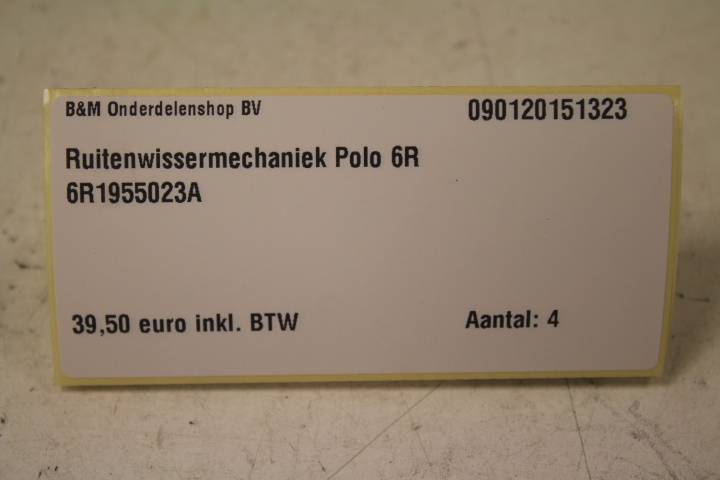 B&M Onderdelenshop BV 090120151323
Ruitenwissermechaniek Polo 6R
6R1955023A
39,50 euro inkl. BTW Aantal: 4